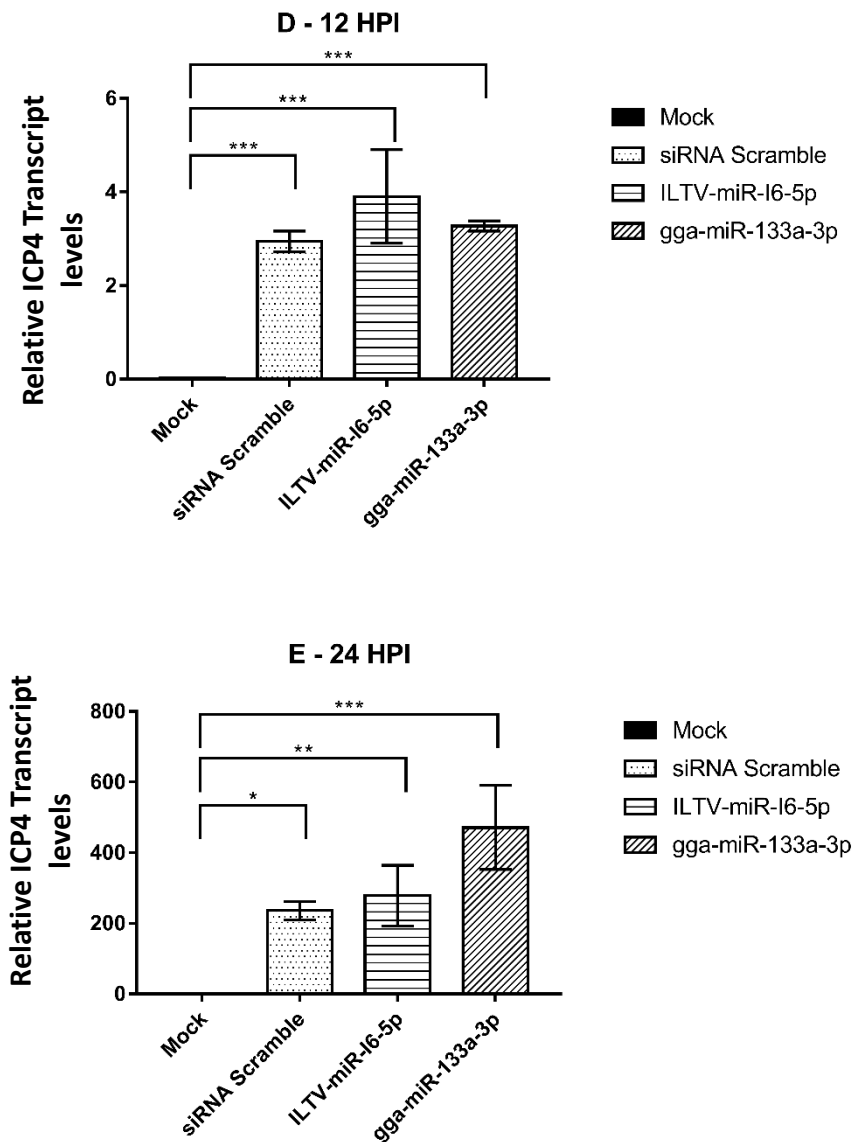 D - 12 HPI
***
***
***
Relative ICP4 Transcript
levels
6
4
2
0
Mock
siRNA Scramble
ILTV-miR-I6-5p
gga-miR-133a-3p
Mock
siRNA Scramble
ILTV-miR-I6-5p
gga-miR-133a-3p
E - 24 HPI
***
**
*
Relative ICP4 Transcript
levels
800
600
400
200
0
Mock
siRNA Scramble
ILTV-miR-I6-5p
gga-miR-133a-3p
Mock
siRNA Scramble
ILTV-miR-I6-5p
gga-miR-133a-3p